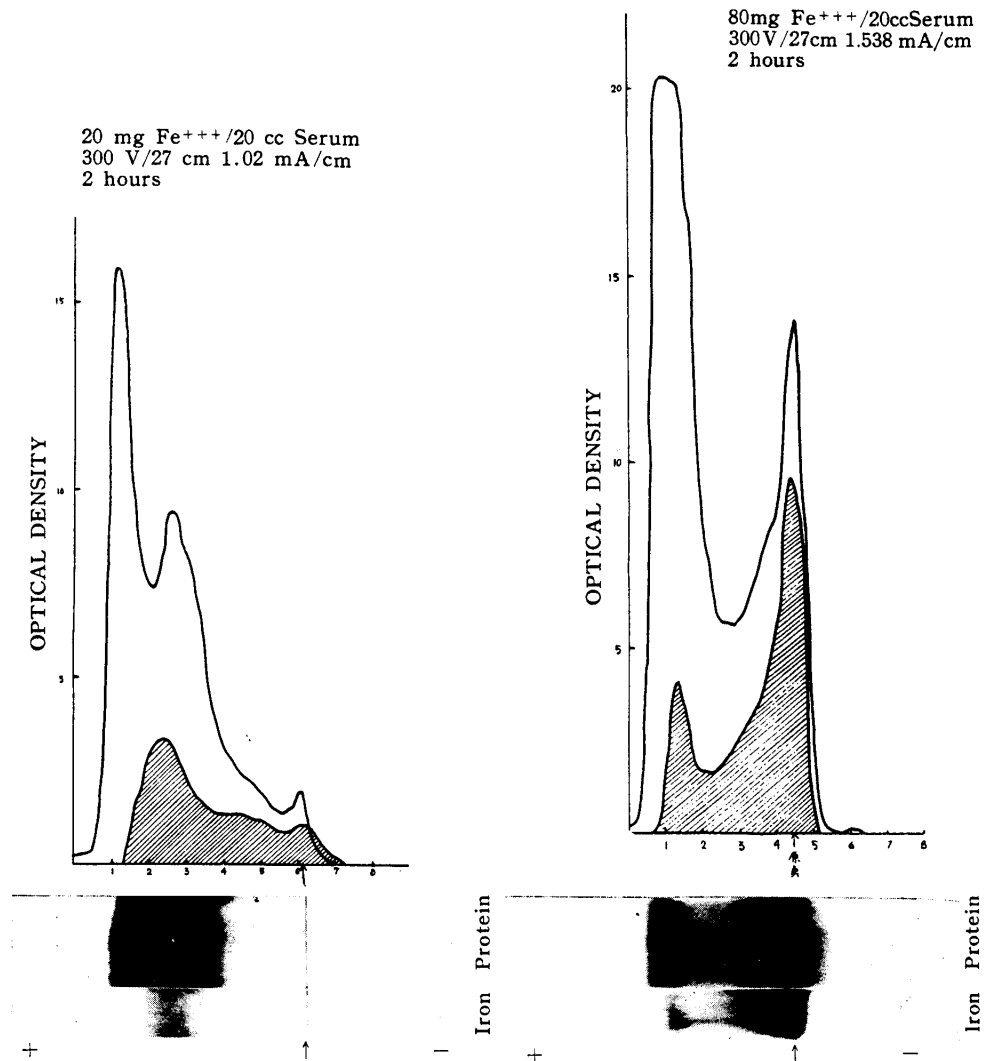 20 mg Fe+++/20 cc Serum
300 V/27 cm 1.02 mA/cm
2 hours
OPTICAL DENSITY
15
10
5
1 2 3 4 5 6 7 8
Iron Protein
+
−
80mg Fe+++/20ccSerum
300V/27cm 1.538 mA/cm
2 hours
OPTICAL DENSITY
20
15
10
5
1 2 3 4 5 6 8
Iron Protein
+
−